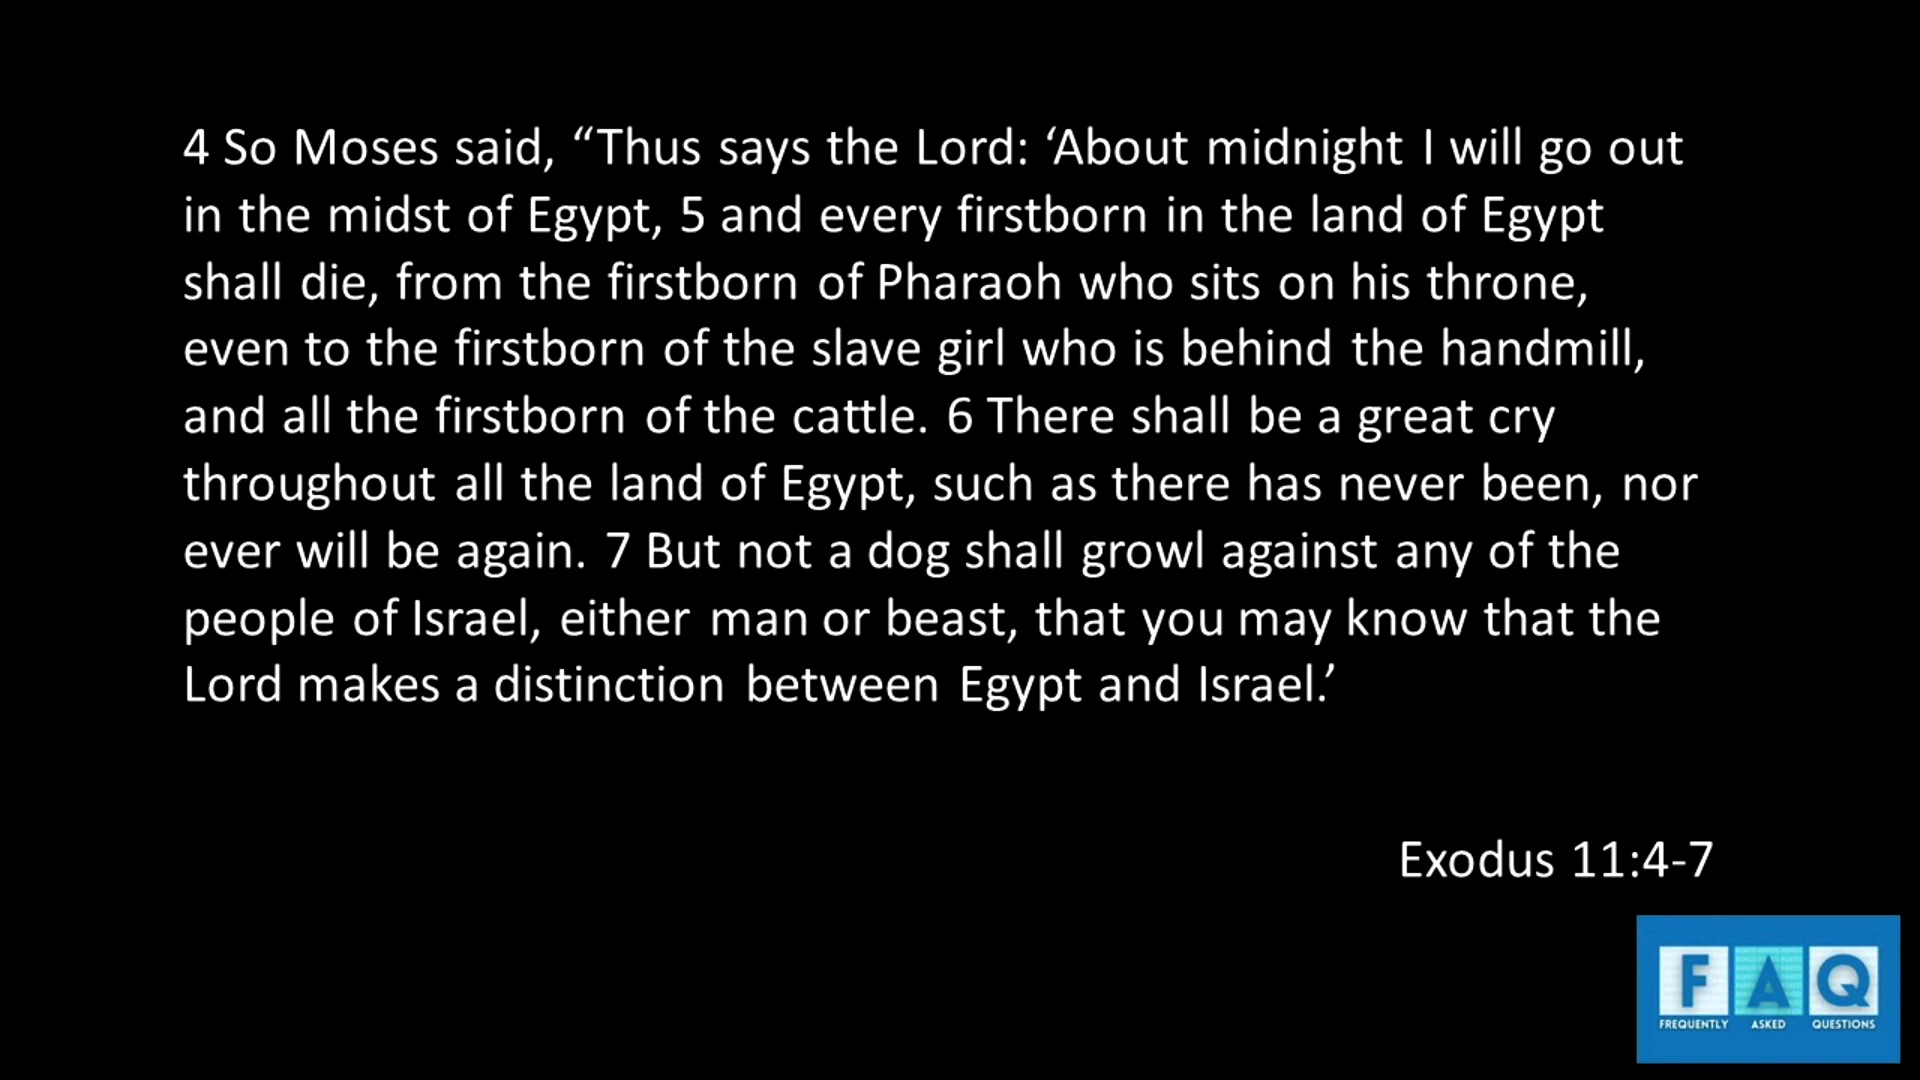 4 So Moses said, “Thus says the Lord: ‘About midnight I will go out
in the midst of Egypt, 5 and every firstborn in the land of Egypt
shall die, from the firstborn of Pharaoh who sits on his throne,
even to the firstborn of the slave girl who is behind the handmill,
and all the firstborn of the cattle. 6 There shall be a great cry
throughout all the land of Egypt, such as there has never been, nor
ever will be again. 7 But not a dog shall growl against any of the
people of Israel, either man or beast, that you may know that the
Lord makes a distinction between Egypt and Israel.’
Exodus 11:4-7
FAQ
FREQUENTLY ASKED QUESTIONS